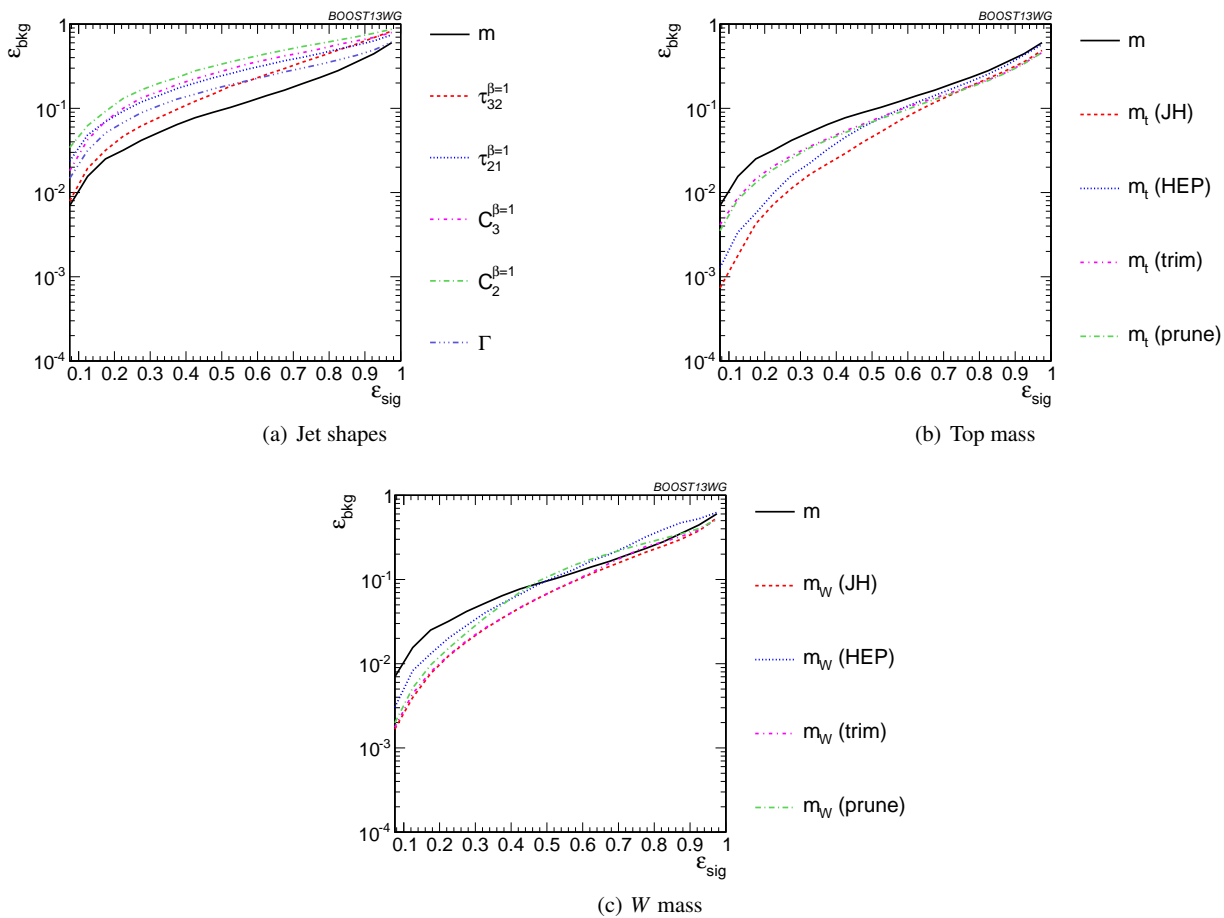 BOOST13WG
ε_bkg
1
10^-1
10^-2
10^-3
10^-4
0.1 0.2 0.3 0.4 0.5 0.6 0.7 0.8 0.9 1
ε_sig
m
τ_32^β=1
τ_21^β=1
C_3^β=1
C_2^β=1
Γ
(a) Jet shapes
BOOST13WG
ε_bkg
1
10^-1
10^-2
10^-3
10^-4
0.1 0.2 0.3 0.4 0.5 0.6 0.7 0.8 0.9 1
ε_sig
m
m_t (JH)
m_t (HEP)
m_t (trim)
m_t (prune)
(b) Top mass
BOOST13WG
ε_bkg
1
10^-1
10^-2
10^-3
10^-4
0.1 0.2 0.3 0.4 0.5 0.6 0.7 0.8 0.9 1
ε_sig
m
m_W (JH)
m_W (HEP)
m_W (trim)
m_W (prune)
(c) W mass